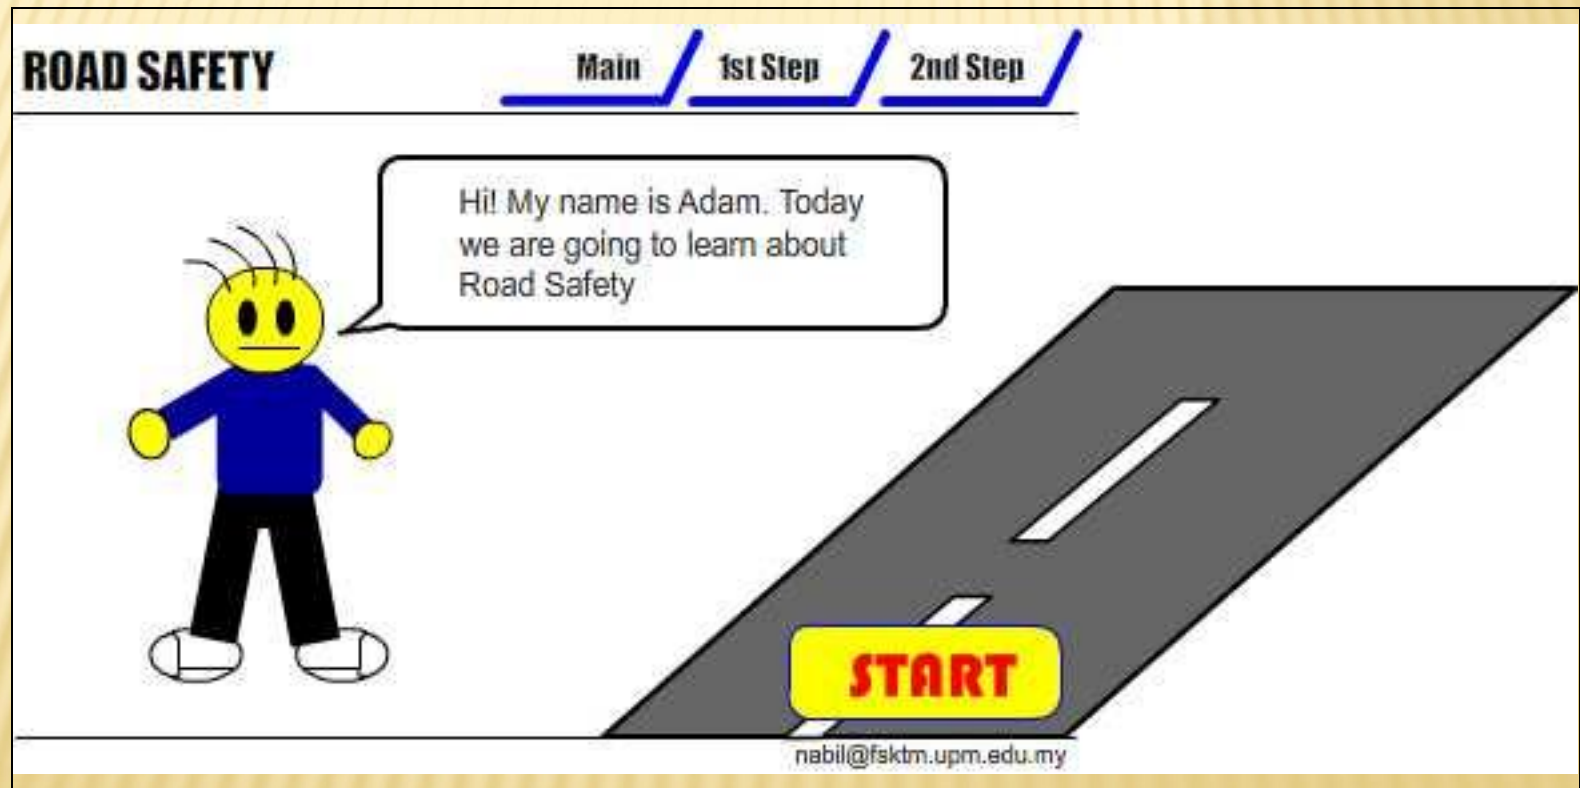 ROAD SAFETY
Main
1st Step
2nd Step
Hi! My name is Adam. Today
we are going to learn about
Road Safety
START
nabil@fsktm.upm.edu.my